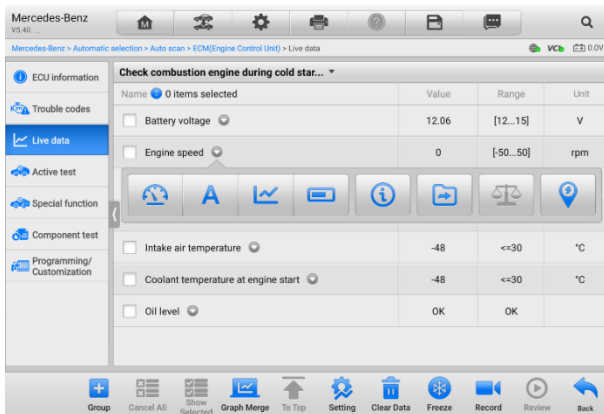 Mercedes-Benz
V5.40...
Mercedes-Benz > Automatic selection > Auto scan > ECM(Engine Control Unit) > Live data
VCI
0.0V
ECU information
Trouble codes
Live data
Active test
Special function
Component test
Programming/
Customization
Check combustion engine during cold star...
Name 0 items selected Value Range Unit
Battery voltage 12.06 [12...15] V
Engine speed 0 [-50...50] rpm
A
Intake air temperature -48 <=30 °C
Coolant temperature at engine start -48 <=30 °C
Oil level OK OK
Group
Cancel All
Show
Selected
Graph Merge
To Top
Setting
Clear Data
Freeze
Record
Review
Back